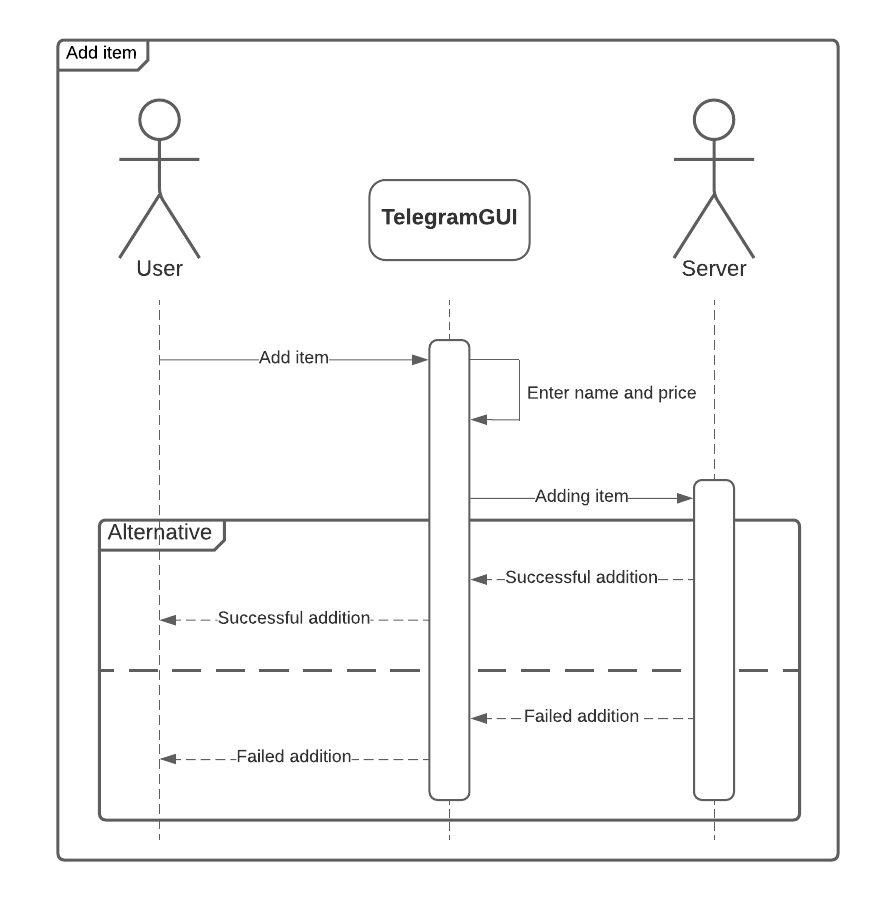 Add item
User
TelegramGUI
Server
Add item
Enter name and price
Adding item
Alternative
Successful addition
Successful addition
Failed addition
Failed addition